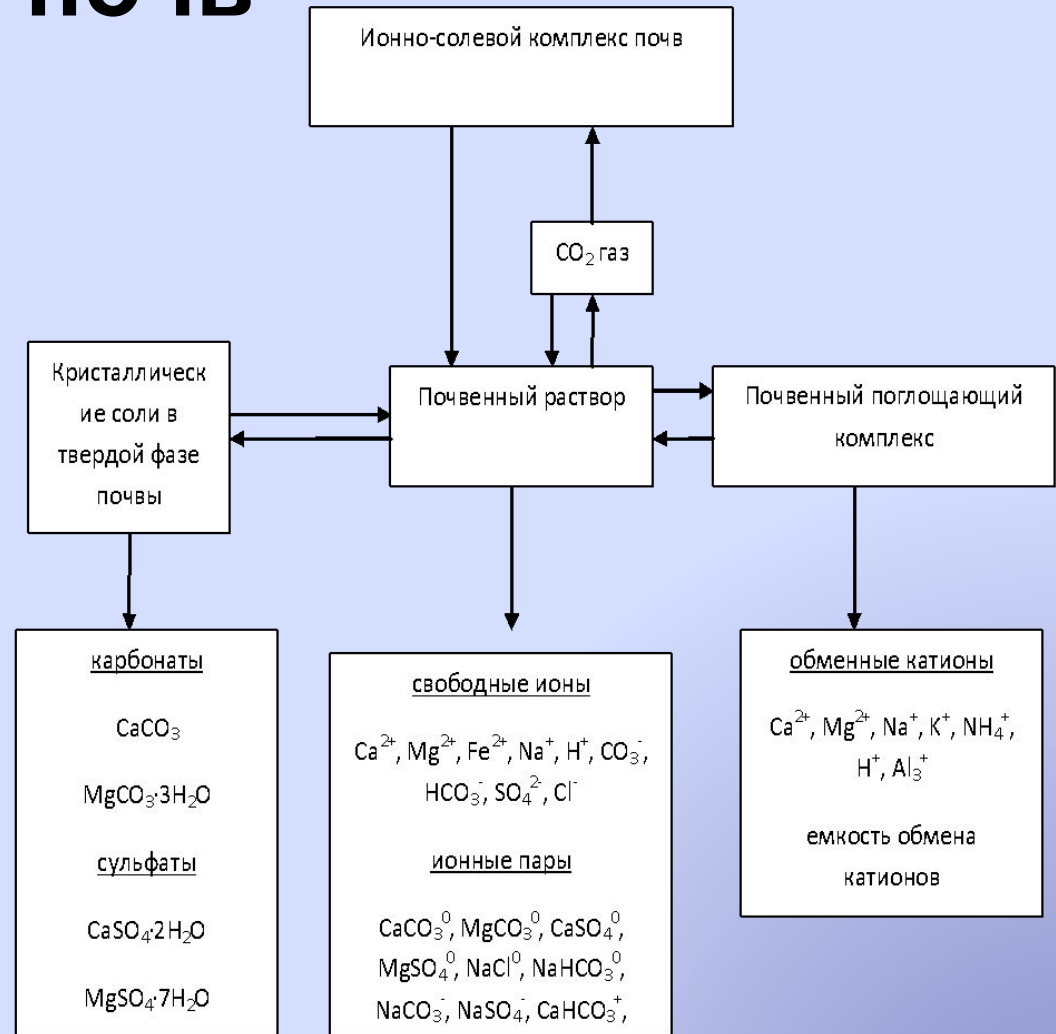 почв
Ионно-солевой комплекс почв
CO₂ газ
Кристаллическ
ие соли в
твердой фазе
почвы
Почвенный раствор
Почвенный поглощающий
комплекс
карбонаты
CaCO₃
MgCO₃·3H₂O
сульфаты
CaSO₄·2H₂O
MgSO₄·7H₂O
свободные ионы
Ca²⁺, Mg²⁺, Fe²⁺, Na⁺, H⁺, CO₃⁻,
HCO₃⁻, SO₄²⁻, Cl⁻
ионные пары
CaCO₃⁰, MgCO₃⁰, CaSO₄⁰,
MgSO₄⁰, NaCl⁰, NaHCO₃⁰,
NaCO₃⁻, NaSO₄⁻, CaHCO₃⁺,
обменные катионы
Ca²⁺, Mg²⁺, Na⁺, K⁺, NH₄⁺,
H⁺, Al₃⁺
емкость обмена
катионов